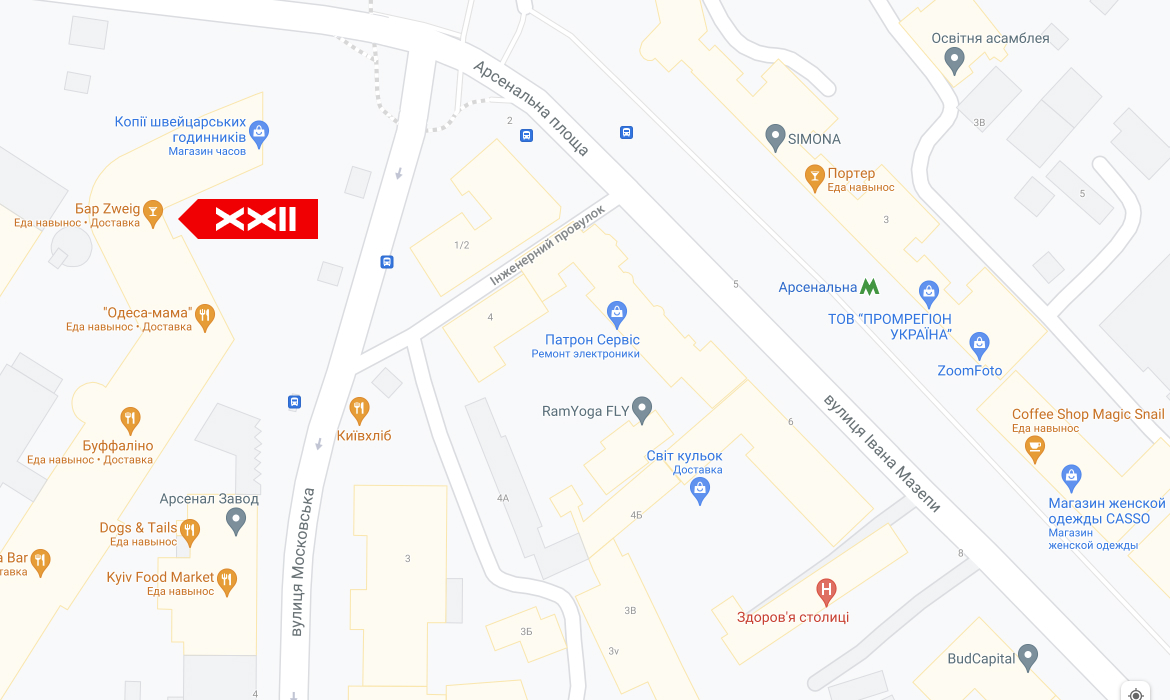 Освітня асамблея
Арсенальна площа
Копії швейцарських
годинників
Магазин часов
2
3В
SIMONA
Портер
Еда навынос
5
Бар Zweig
Еда навынос • Доставка
XXII
3
1/2
Інженерний провулок
5
Арсенальна
ТОВ “ПРОМРЕГІОН
УКРАЇНА”
"Одеса-мама"
Еда навынос • Доставка
4
Патрон Сервіс
Ремонт электроники
ZoomFoto
RamYoga FLY
вулиця Івана Мазепи
Coffee Shop Magic Snail
Еда навынос
6
Київхліб
Буффаліно
Еда навынос • Доставка
Світ кульок
Доставка
Арсенал Завод
4А
4Б
Магазин женской
одежды CASSO
Магазин
женской одежды
Dogs & Tails
Еда навынос
вулиця Московська
a Bar
тавка
3
8
Kyiv Food Market
Еда навынос
H
Здоров'я столиці
3В
3Б
3v
BudCapital
4